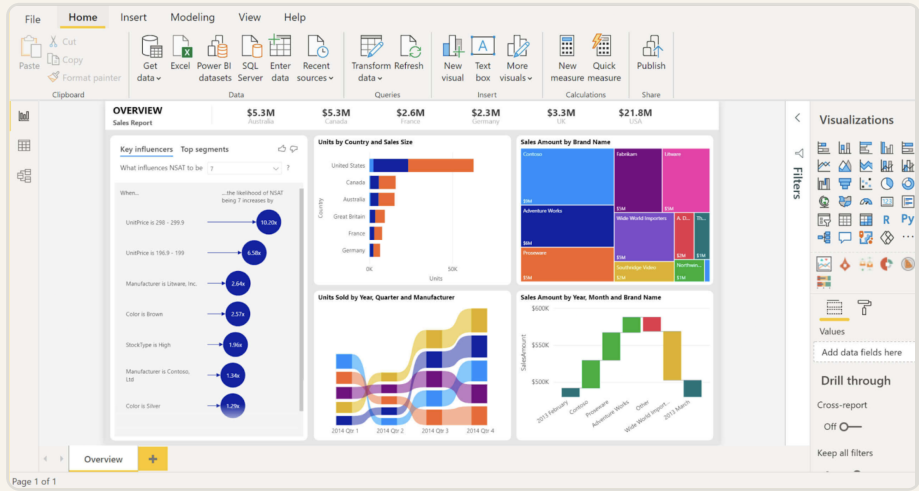 File Home Insert Modeling View Help
Paste
Cut
Copy
Format painter
Clipboard
Get data
Excel
Power BI datasets
SQL Server
Enter data
Recent sources
Data
Transform data
Refresh
Queries
New visual
Text box
More visuals
Insert
New measure
Quick measure
Calculations
Publish
Share
OVERVIEW
Sales Report
$5.3M
Australia
$5.3M
Canada
$2.6M
France
$2.3M
Germany
$3.3M
UK
$21.8M
USA
Key influencers Top segments
What influences NSAT to be 7 ?
When...
...the likelihood of NSAT
being 7 increases by
UnitPrice is 298 - 299.9
10.20x
UnitPrice is 196.9 - 199
6.58x
Manufacturer is Litware, Inc.
2.64x
Color is Brown
2.57x
StockType is High
1.96x
Manufacturer is Contoso,
Ltd
1.34x
Color is Silver
1.29x
Units by Country and Sales Size
Country
United States
Canada
Australia
Great Britain
France
Germany
0K 50K
Units
Sales Amount by Brand Name
Contoso
Fabrikam
Litware
Adventure Works
Wide World Importers
A. D...
Th...
Proseware
Southridge Video
Northwin...
Units Sold by Year, Quarter and Manufacturer
2014 Qtr 1 2014 Qtr 2 2014 Qtr 3 2014 Qtr 4
Sales Amount by Year, Month and Brand Name
SalesAmount
$600K
$550K
$500K
2013 February
Contoso
Proseware
Adventure Works
Other
Wide World Import...
2013 March
Filters
Visualizations
R Py
Values
Add data fields here
Drill through
Cross-report
Off
Keep all filters
Overview +
Page 1 of 1